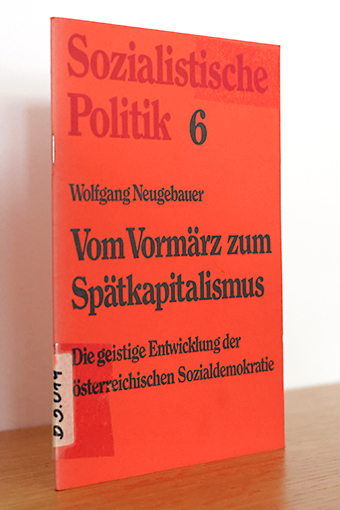 Sozialistische
Politik 6
Wolfgang Neugebauer
Vom Vormärz zum
Spätkapitalismus
Die geistige Entwicklung der
österreichischen Sozialdemokratie